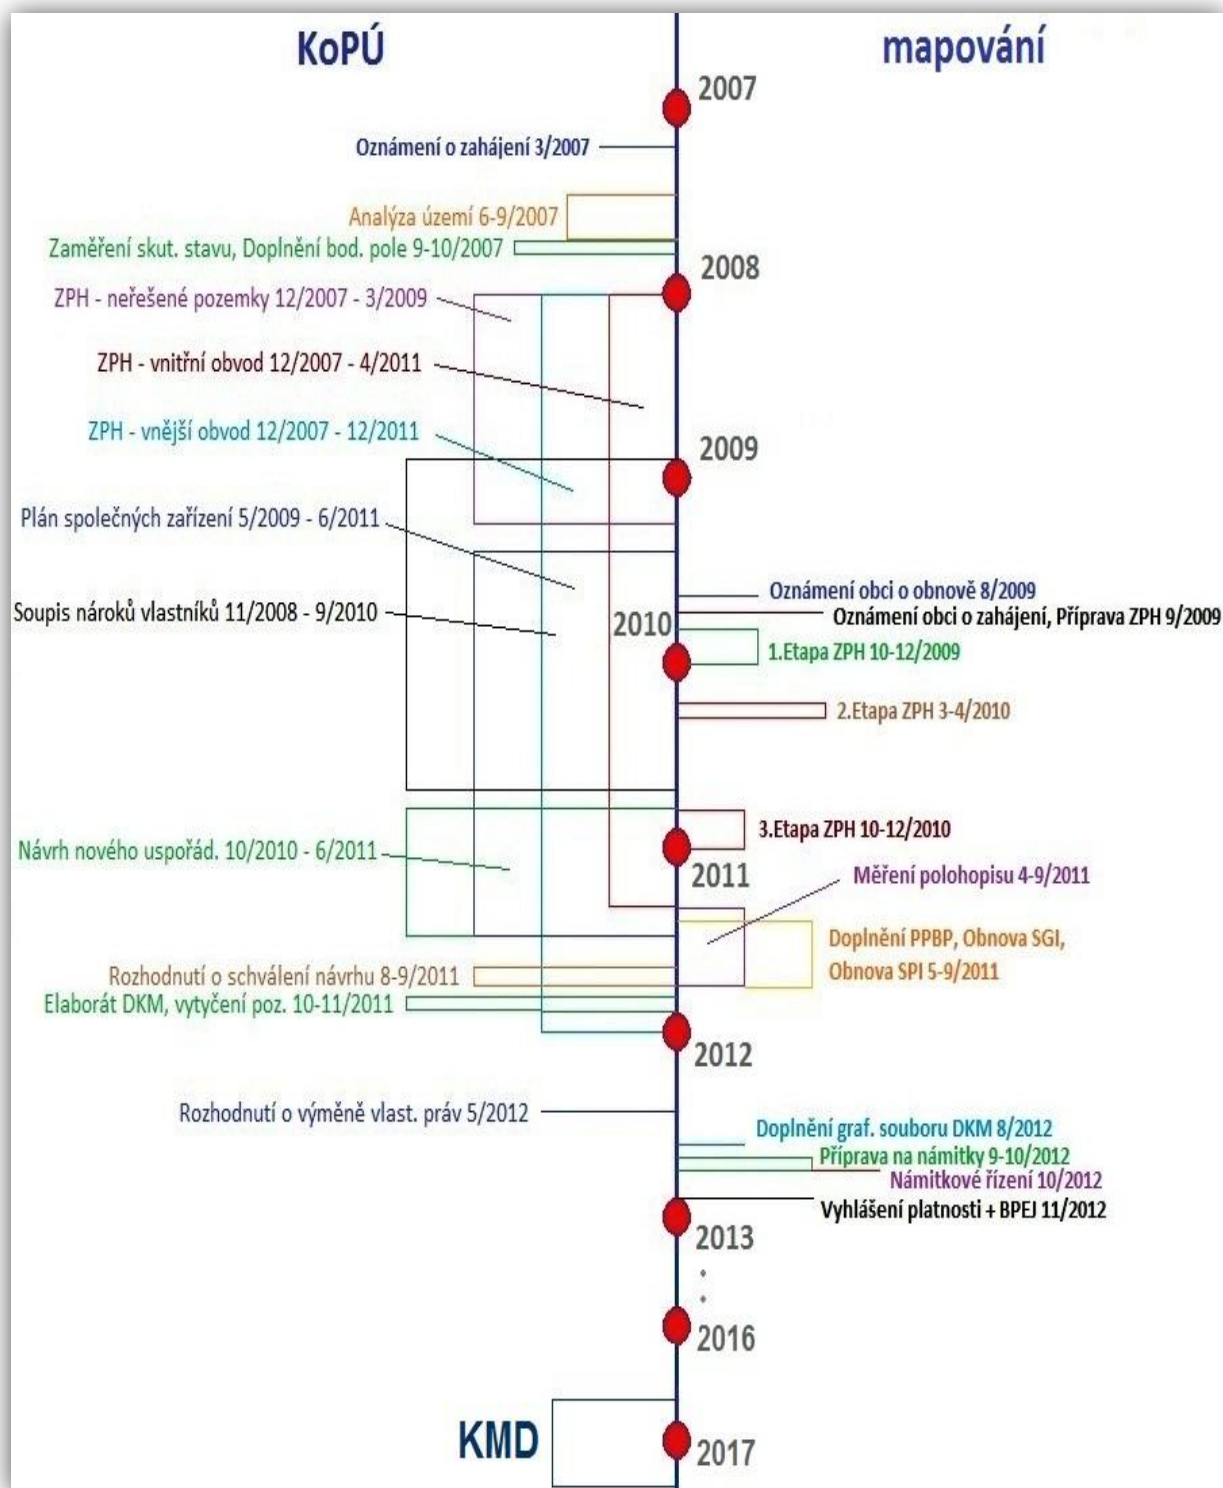 KoPÚ
mapování
2007
Oznámení o zahájení 3/2007
Analýza území 6-9/2007
Zaměření skut. stavu, Doplnění bod. pole 9-10/2007
2008
ZPH - neřešené pozemky 12/2007 - 3/2009
ZPH - vnitřní obvod 12/2007 - 4/2011
ZPH - vnější obvod 12/2007 - 12/2011
2009
Plán společných zařízení 5/2009 - 6/2011
Oznámení obci o obnově 8/2009
Soupis nároků vlastníků 11/2008 - 9/2010
Oznámení obci o zahájení, Příprava ZPH 9/2009
2010
1.Etapa ZPH 10-12/2009
2.Etapa ZPH 3-4/2010
3.Etapa ZPH 10-12/2010
Návrh nového uspořád. 10/2010 - 6/2011
2011
Měření polohopisu 4-9/2011
Doplnění PPBP, Obnova SGI,
Obnova SPI 5-9/2011
Rozhodnutí o schválení návrhu 8-9/2011
Elaborát DKM, vytyčení poz. 10-11/2011
2012
Rozhodnutí o výměně vlast. práv 5/2012
Doplnění graf. souboru DKM 8/2012
Příprava na námitky 9-10/2012
Námitkové řízení 10/2012
Vyhlášení platnosti + BPEJ 11/2012
2013
2016
KMD
2017